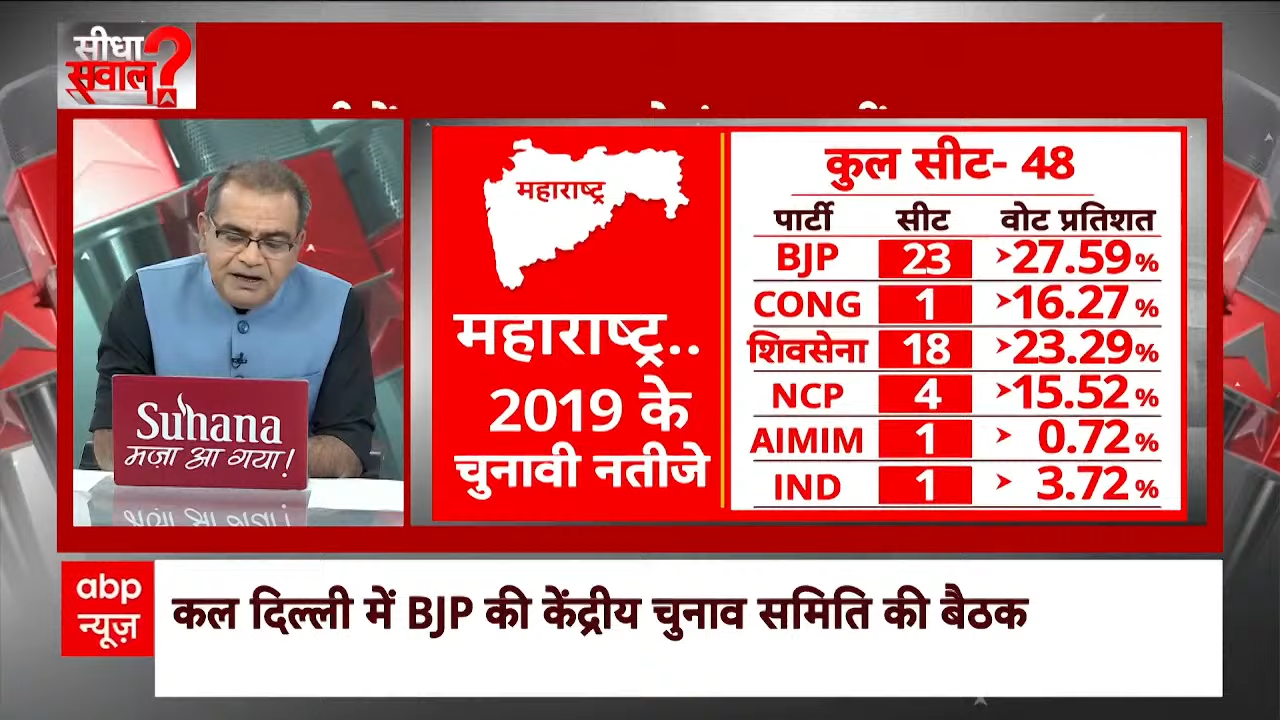 सीधा
सवाल?
महाराष्ट्र
महाराष्ट्र..
2019 के
चुनावी नतीजे
कुल सीट- 48
पार्टी सीट वोट प्रतिशत
BJP 23 27.59%
CONG 1 16.27%
शिवसेना 18 23.29%
NCP 4 15.52%
AIMIM 1 0.72%
IND 1 3.72%
Suhana
मज़ा आ गया!
abp
न्यूज़
कल दिल्ली में BJP की केंद्रीय चुनाव समिति की बैठक